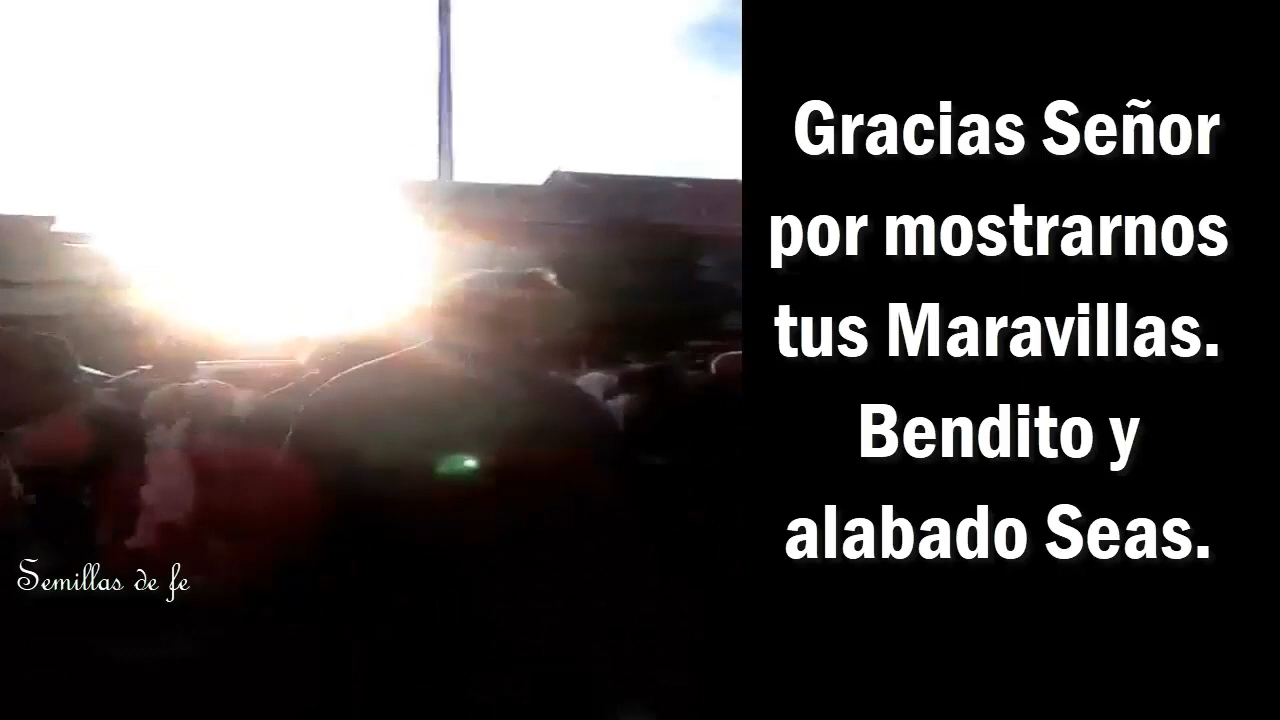 Gracias Señor
por mostrarnos
tus Maravillas.
Bendito y
alabado Seas.
Semillas de fe